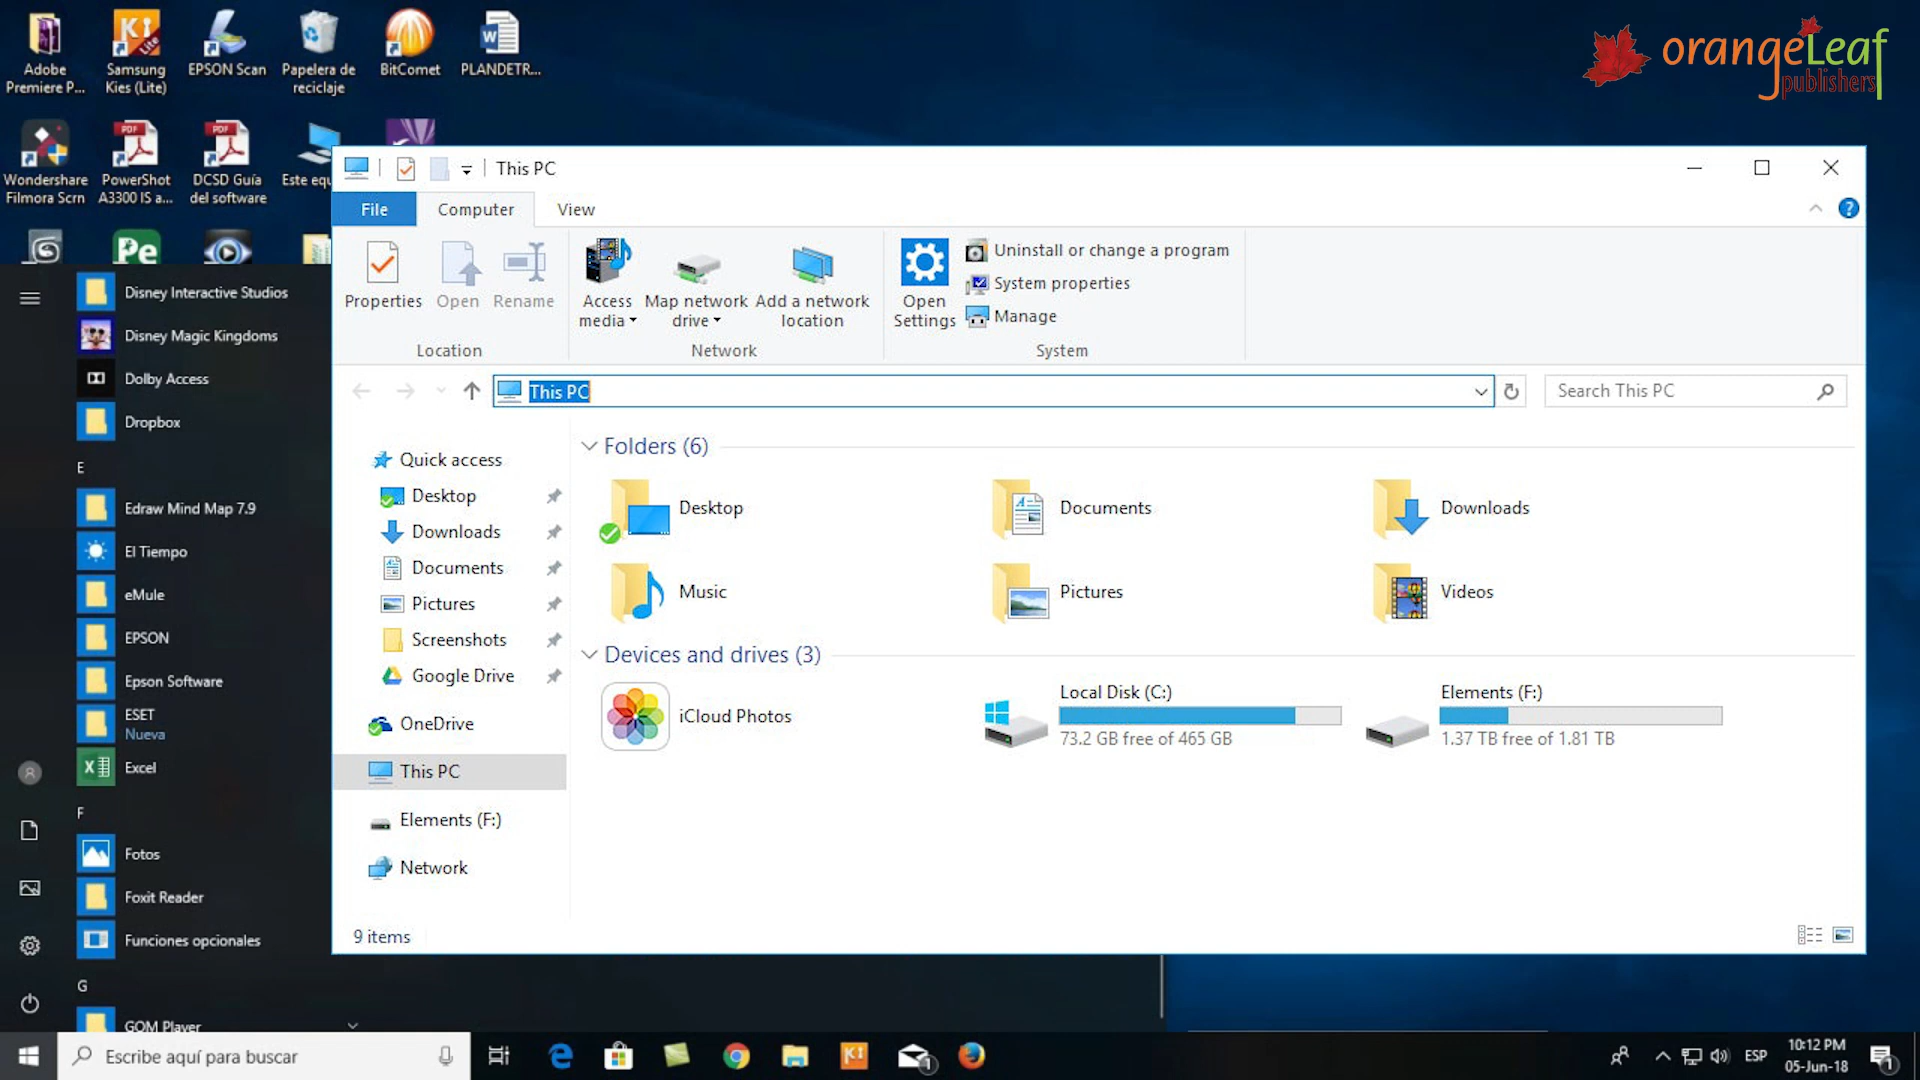 Adobe
Premiere P...
Samsung
Kies (Lite)
EPSON Scan
Papelera de
reciclaje
BitComet
PLANDETR...
orangeLeaf
publishers
Wondershare
Filmora Scrn
PowerShot
A3300 IS a...
DCSD Guía
del software
Este equ
This PC
File
Computer
View
Properties
Open
Rename
Location
Access
media
Map network
drive
Add a network
location
Network
Open
Settings
Uninstall or change a program
System properties
Manage
System
This PC
Search This PC
Quick access
Desktop
Downloads
Documents
Pictures
Screenshots
Google Drive
OneDrive
This PC
Elements (F:)
Network
Folders (6)
Desktop
Documents
Downloads
Music
Pictures
Videos
Devices and drives (3)
iCloud Photos
Local Disk (C:)
73.2 GB free of 465 GB
Elements (F:)
1.37 TB free of 1.81 TB
9 items
Disney Interactive Studios
Disney Magic Kingdoms
Dolby Access
Dropbox
E
Edraw Mind Map 7.9
El Tiempo
eMule
EPSON
Epson Software
ESET
Nueva
Excel
F
Fotos
Foxit Reader
Funciones opcionales
G
GOM Player
Escribe aquí para buscar
ESP
10:12 PM
05-Jun-18